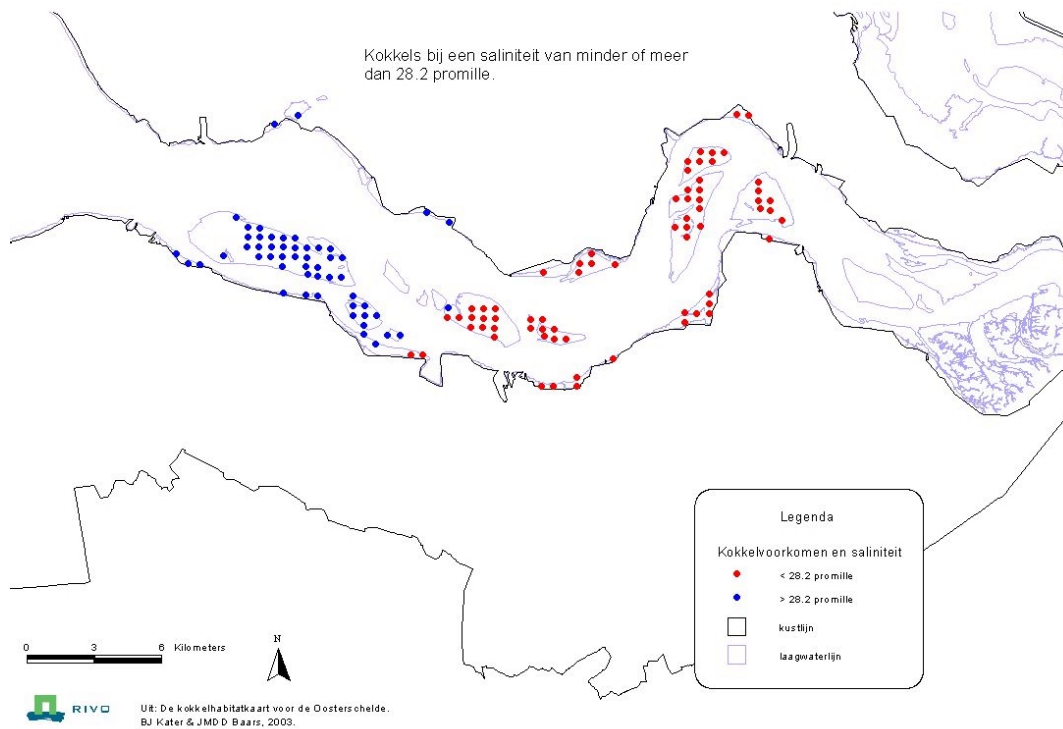 Kokkels bij een saliniteit van minder of meer
dan 28.2 promille.
Legenda
Kokkelvoorkomen en saliniteit
< 28.2 promille
> 28.2 promille
kustlijn
laagwaterlijn
0 3 6 Kilometers
N
RIVO
Uit: De kokkelhabitatkaart voor de Oosterschelde.
BJ Kater & JMDD Baars, 2003.